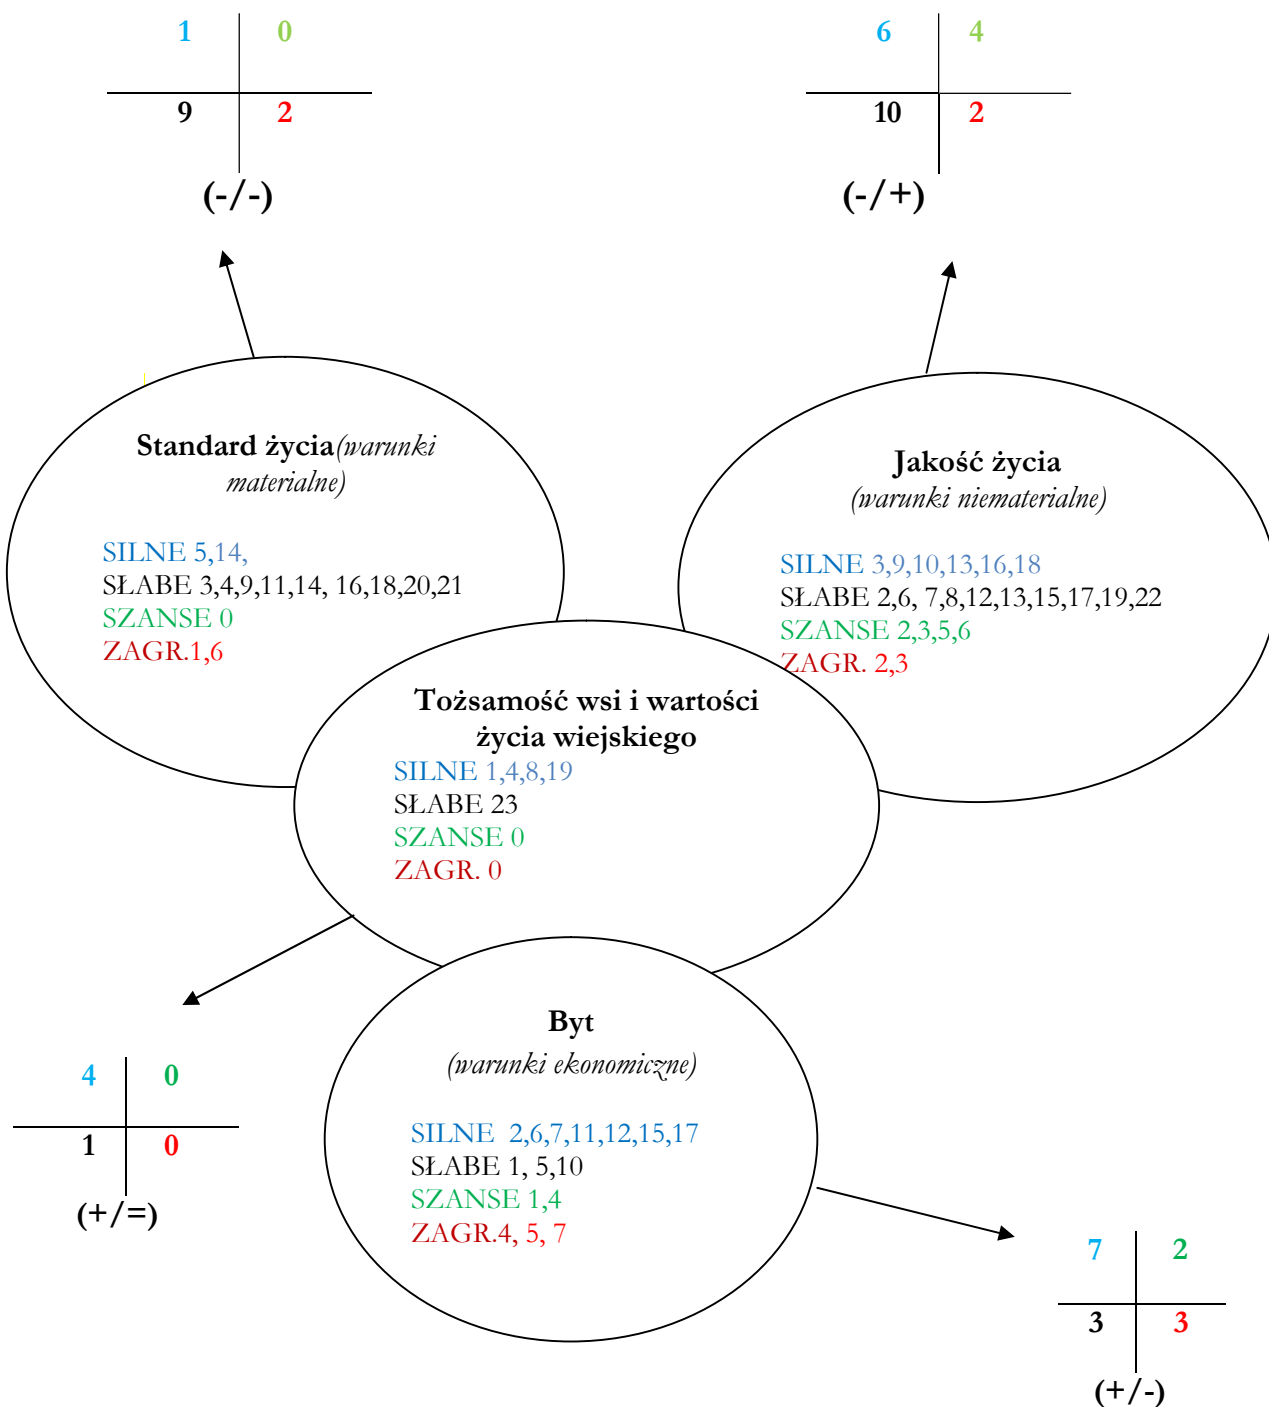 1 0
9 2
(-/-)
6 4
10 2
(-/+)
Standard życia(warunki
materialne)
SILNE 5,14,
SŁABE 3,4,9,11,14, 16,18,20,21
SZANSE 0
ZAGR.1,6
Jakość życia
(warunki niematerialne)
SILNE 3,9,10,13,16,18
SŁABE 2,6, 7,8,12,13,15,17,19,22
SZANSE 2,3,5,6
ZAGR. 2,3
Tożsamość wsi i wartości
życia wiejskiego
SILNE 1,4,8,19
SŁABE 23
SZANSE 0
ZAGR. 0
4 0
1 0
(+/=)
Byt
(warunki ekonomiczne)
SILNE 2,6,7,11,12,15,17
SŁABE 1, 5,10
SZANSE 1,4
ZAGR.4, 5, 7
7 2
3 3
(+/-)